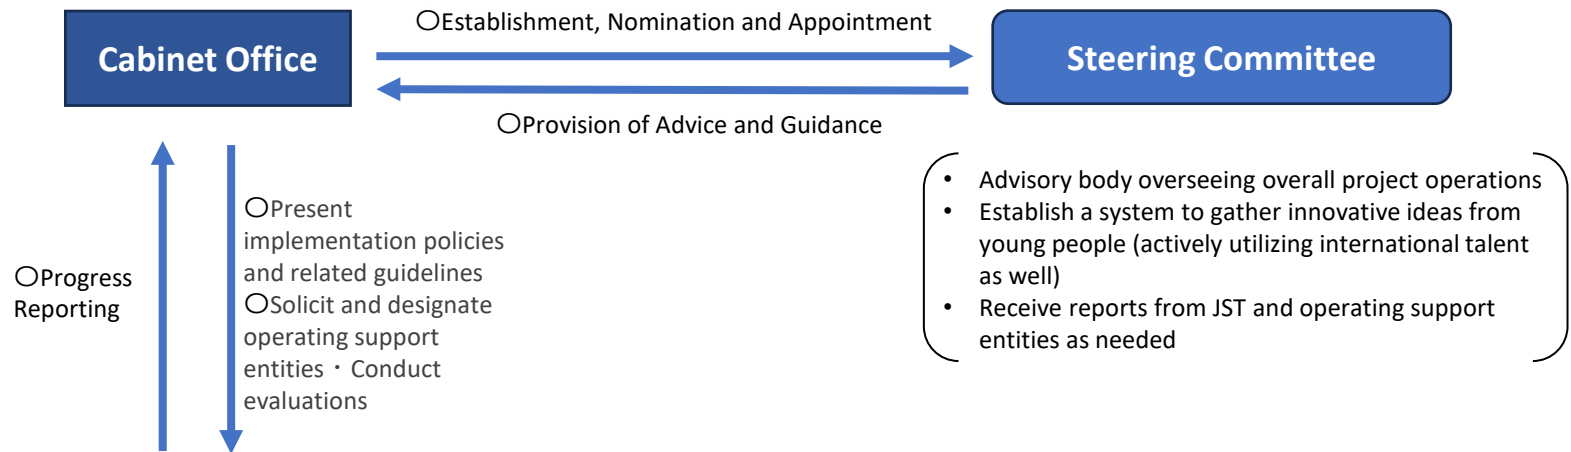 〇Establishment, Nomination and Appointment
Cabinet Office
Steering Committee
〇Provision of Advice and Guidance
• Advisory body overseeing overall project operations
• Establish a system to gather innovative ideas from
young people (actively utilizing international talent
as well)
• Receive reports from JST and operating support
entities as needed
〇Progress
Reporting
〇Present
implementation policies
and related guidelines
〇Solicit and designate
operating support
entities・Conduct
evaluations